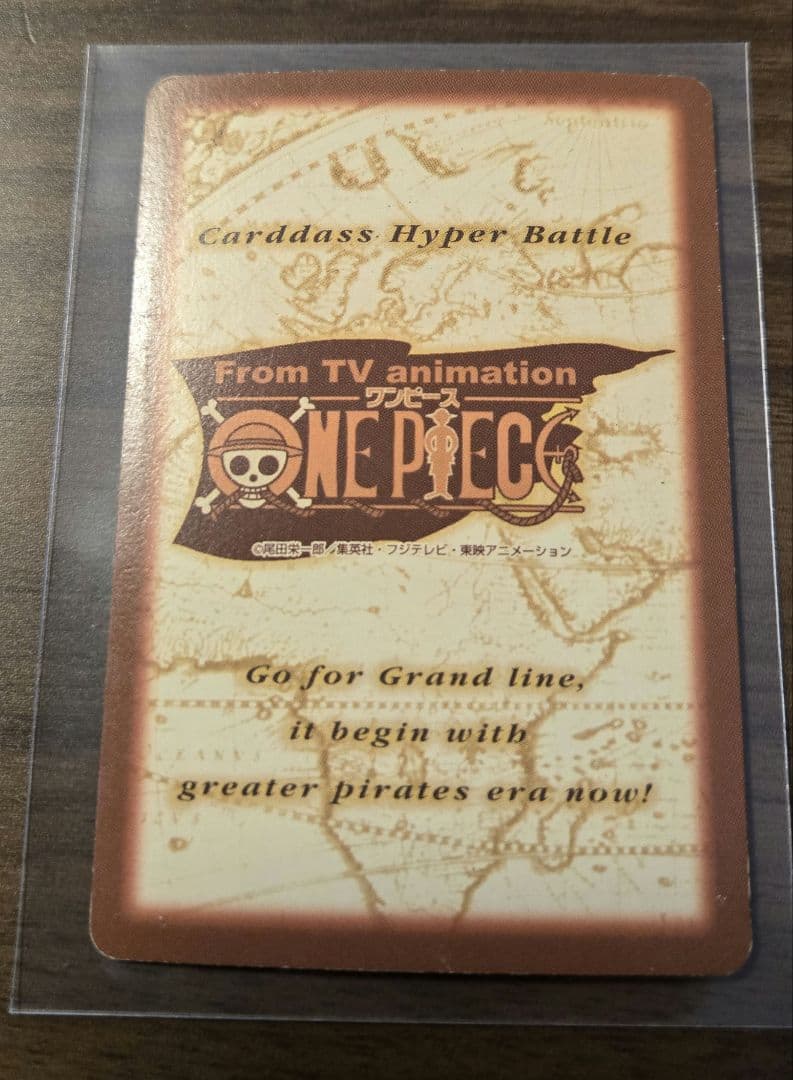 Septentrio
Carddass Hyper Battle
From TV animation
ワンピース
ONE PIECE
©尾田栄一郎/集英社・フジテレビ・東映アニメーション
Go for Grand line,
it begin with
OCEANVS
greater pirates era now!